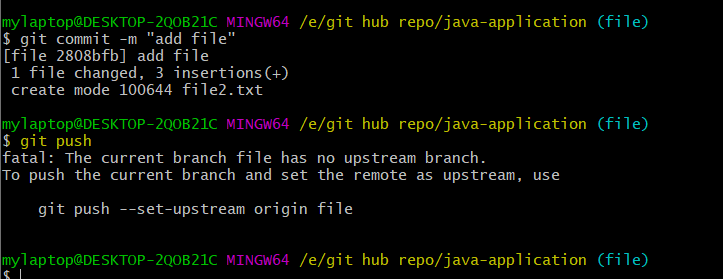 mylaptop@DESKTOP-2QOB21C MINGW64 /e/git hub repo/java-application (file)
$ git commit -m "add file"
[file 2808bfb] add file
 1 file changed, 3 insertions(+)
 create mode 100644 file2.txt
mylaptop@DESKTOP-2QOB21C MINGW64 /e/git hub repo/java-application (file)
$ git push
fatal: The current branch file has no upstream branch.
To push the current branch and set the remote as upstream, use
    git push --set-upstream origin file
mylaptop@DESKTOP-2QOB21C MINGW64 /e/git hub repo/java-application (file)
$